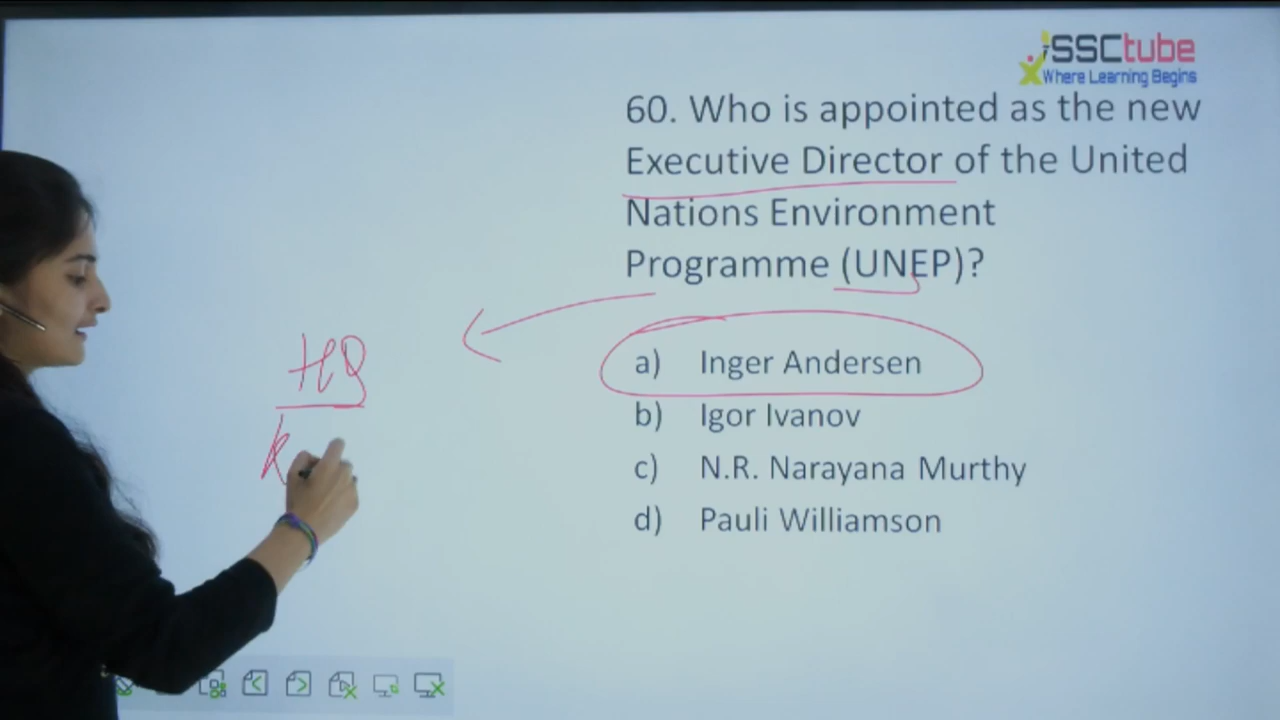 SSCtube
Where Learning Begins
60. Who is appointed as the new
Executive Director of the United
Nations Environment
Programme (UNEP)?
a) Inger Andersen
b) Igor Ivanov
c) N.R. Narayana Murthy
d) Pauli Williamson
HQ
K